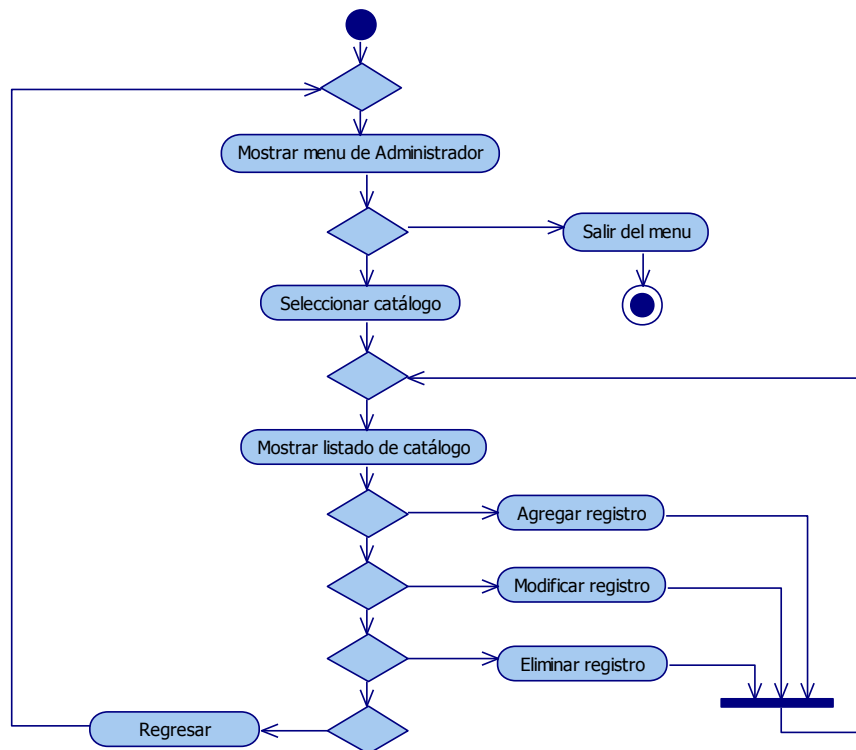 Mostrar menu de Administrador
Salir del menu
Seleccionar catálogo
Mostrar listado de catálogo
Agregar registro
Modificar registro
Eliminar registro
Regresar